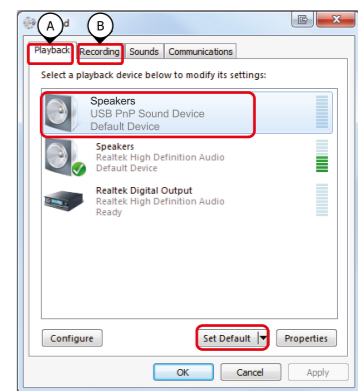 A
B
d
Playback Recording Sounds Communications
Select a playback device below to modify its settings:
Speakers
USB PnP Sound Device
Default Device
Speakers
Realtek High Definition Audio
Default Device
Realtek Digital Output
Realtek High Definition Audio
Ready
Configure Set Default Properties
OK Cancel Apply